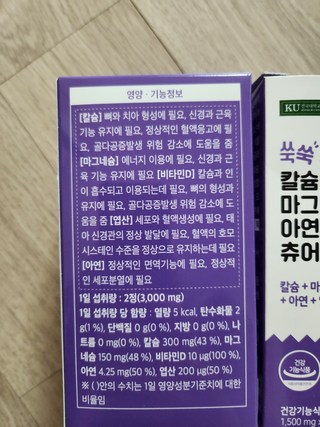 영양 · 기능정보
[칼슘] 뼈와 치아 형성에 필요, 신경과 근육
기능 유지에 필요, 정상적인 혈액응고에 필
요, 골다공증발생 위험 감소에 도움을 줌
[마그네슘] 에너지 이용에 필요, 신경과 근
육 기능 유지에 필요 [비타민D] 칼슘과 인
이 흡수되고 이용되는데 필요, 뼈의 형성과
유지에 필요, 골다공증발생 위험 감소에 도
움을 줌 [엽산] 세포와 혈액생성에 필요, 태
아 신경관의 정상 발달에 필요, 혈액의 호모
시스테인 수준을 정상으로 유지하는데 필요
[아연] 정상적인 면역기능에 필요, 정상적
인 세포분열에 필요
1일 섭취량 : 2정(3,000 mg)
1일 섭취량 당 함량 : 열량 5 kcal, 탄수화물 2
g(1 %), 단백질 0 g(0 %), 지방 0 g(0 %), 나
트륨 0 mg(0 %), 칼슘 300 mg(43 %), 마그
네슘 150 mg(48 %), 비타민D 10 μg(100 %),
아연 4.25 mg(50 %), 엽산 200 μg(50 %)
※ ( )안의 수치는 1일 영양성분기준치에 대한
비율임
KU
쑥쑥
칼슘
마그
아연
츄어
칼슘 + 마
+ 아연 +
건강
기능식품
건강기능식
1,500 mg x